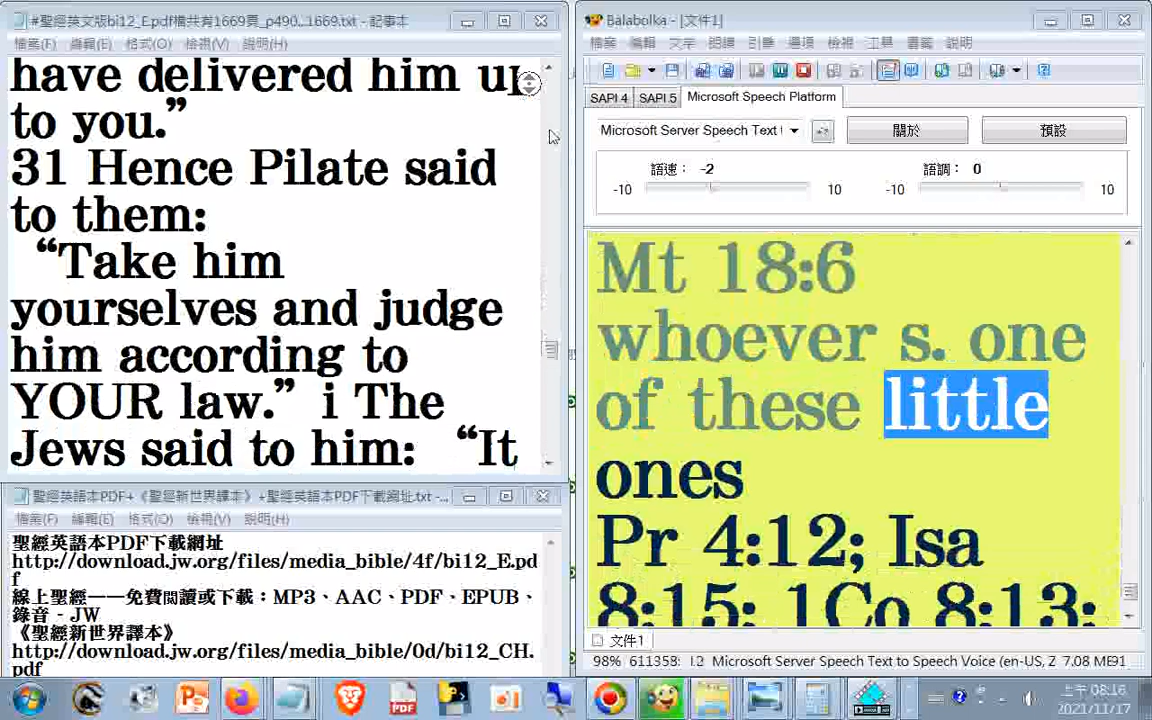 #聖經英文版bi12_E.pdf檔共有1669頁_p490...1669.txt - 記事本
檔案(F) 編輯(E) 格式(O) 檢視(V) 說明(H)
have delivered him up
to you.”
31 Hence Pilate said
to them:
“Take him
yourselves and judge
him according to
YOUR law.” i The
Jews said to him: “It
聖經英語本PDF+《聖經新世界譯本》+聖經英語本PDF下載網址.txt -...
檔案(F) 編輯(E) 格式(O) 檢視(V) 說明(H)
聖經英語本PDF下載網址
http://download.jw.org/files/media_bible/4f/bi12_E.pd
f
線上聖經——免費閱讀或下載：MP3、AAC、PDF、EPUB、
錄音 - JW
《聖經新世界譯本》
http://download.jw.org/files/media_bible/0d/bi12_CH.
pdf
Balabolka - [文件1]
檔案 編輯 文字 朗讀 引擎 選項 檢視 工具 書籤 說明
SAPI 4 SAPI 5 Microsoft Speech Platform
Microsoft Server Speech Text 關於 預設
語速： -2 語調： 0
-10 10 -10 10
Mt 18:6
whoever s. one
of these little
ones
Pr 4:12; Isa
8:15; 1Co 8:13;
文件1
98% Microsoft Server Speech Text to Speech Voice (en-US, Z 7.08 ME
PDF
上午 08:16
2021/11/17